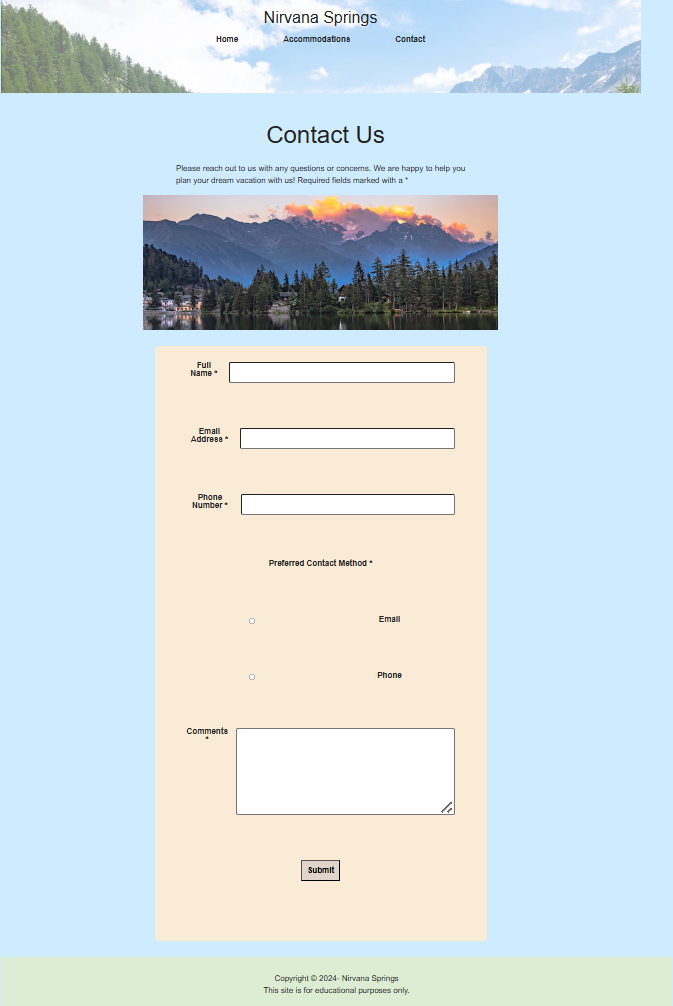 Nirvana Springs
Home Accommodations Contact
Contact Us
Please reach out to us with any questions or concerns. We are happy to help you
plan your dream vacation with us! Required fields marked with a *
Full
Name *
Email
Address *
Phone
Number *
Preferred Contact Method *
Email
Phone
Comments
*
Submit
Copyright © 2024- Nirvana Springs
This site is for educational purposes only.